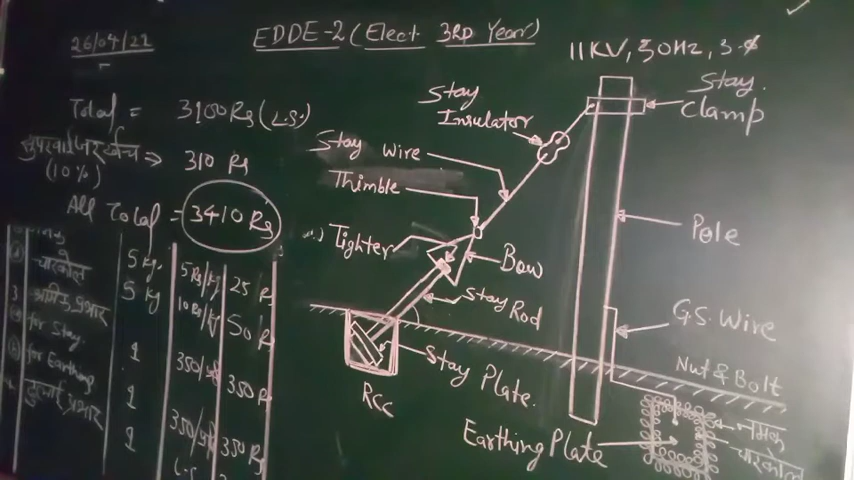 26/04/22
EDDE-2 (Elect 3RD Year)
11KV, 50Hz, 3-ϕ
Total = 3100 Rs (L.S.)
(10%) ⇒ 310 Rs
All Total = 3410 Rs
Stay Clamp
Stay Insulator
Stay Wire
Thimble
Tighter
Bow
Stay Rod
Stay Plate.
RCC
Pole
G.S. Wire
Nut & Bolt
Earthing Plate
नमक
चारकोल
चारकोल 5 kg. 5 Rs/kg 25 R
5 kg 10 Rs/kg 50 R
for Stay 1 350/ 350 R
for Earthing 1
1 350/ 350 Rs
L.S